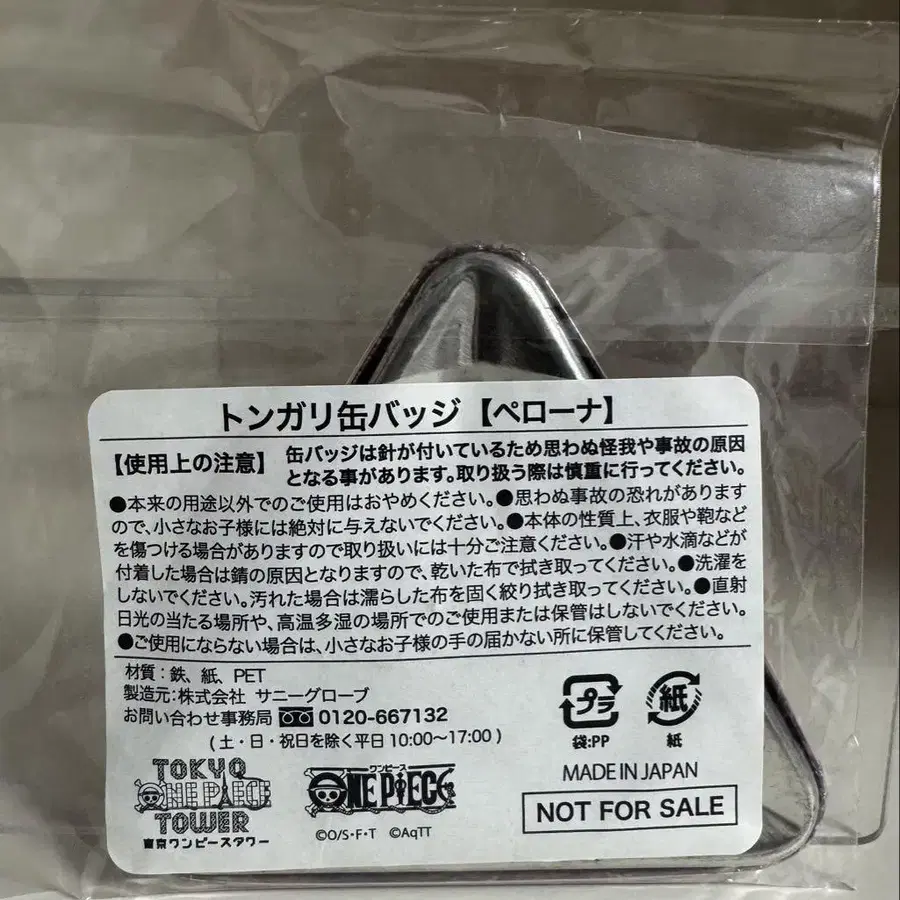 トンガリ缶バッジ【ペローナ】
【使用上の注意】
缶バッジは針が付いているため思わぬ怪我や事故の原因
となる事があります。取り扱う際は慎重に行ってください。
●本来の用途以外でのご使用はおやめください。●思わぬ事故の恐れがあります
ので、小さなお子様には絶対に与えないでください。●本体の性質上、衣服や鞄など
を傷つける場合がありますので取り扱いには十分ご注意ください。●汗や水滴などが
付着した場合は錆の原因となりますので、乾いた布で拭き取ってください。●洗濯を
しないでください。汚れた場合は濡らした布を固く絞り拭き取ってください。●直射
日光の当たる場所や、高温多湿の場所でのご使用または保管はしないでください。
●ご使用にならない場合は、小さなお子様の手の届かない所に保管してください。
材質：鉄、紙、PET
製造元：株式会社 サニーグローブ
お問い合わせ事務局 0120-667132
(土・日・祝日を除く平日10:00～17:00)
プラ
袋:PP
紙
紙
MADE IN JAPAN
NOT FOR SALE
TOKYO
ONE PIECE
TOWER
東京ワンピースタワー
ワンピース
ONE PIECE
©O/S・F・T ©AqTT